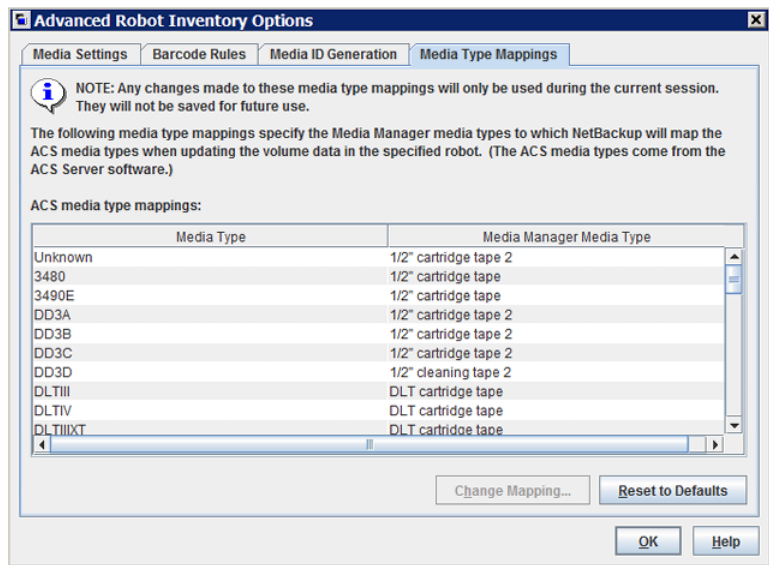 Advanced Robot Inventory Options
Media Settings Barcode Rules Media ID Generation Media Type Mappings
NOTE: Any changes made to these media type mappings will only be used during the current session.
They will not be saved for future use.
The following media type mappings specify the Media Manager media types to which NetBackup will map the
ACS media types when updating the volume data in the specified robot. (The ACS media types come from the
ACS Server software.)
ACS media type mappings:
Media Type Media Manager Media Type
Unknown 1/2" cartridge tape 2
3480 1/2" cartridge tape
3490E 1/2" cartridge tape
DD3A 1/2" cartridge tape 2
DD3B 1/2" cartridge tape 2
DD3C 1/2" cartridge tape 2
DD3D 1/2" cleaning tape 2
DLTIII DLT cartridge tape
DLTIV DLT cartridge tape
DLTIIIXT DLT cartridge tape
Change Mapping... Reset to Defaults
OK Help